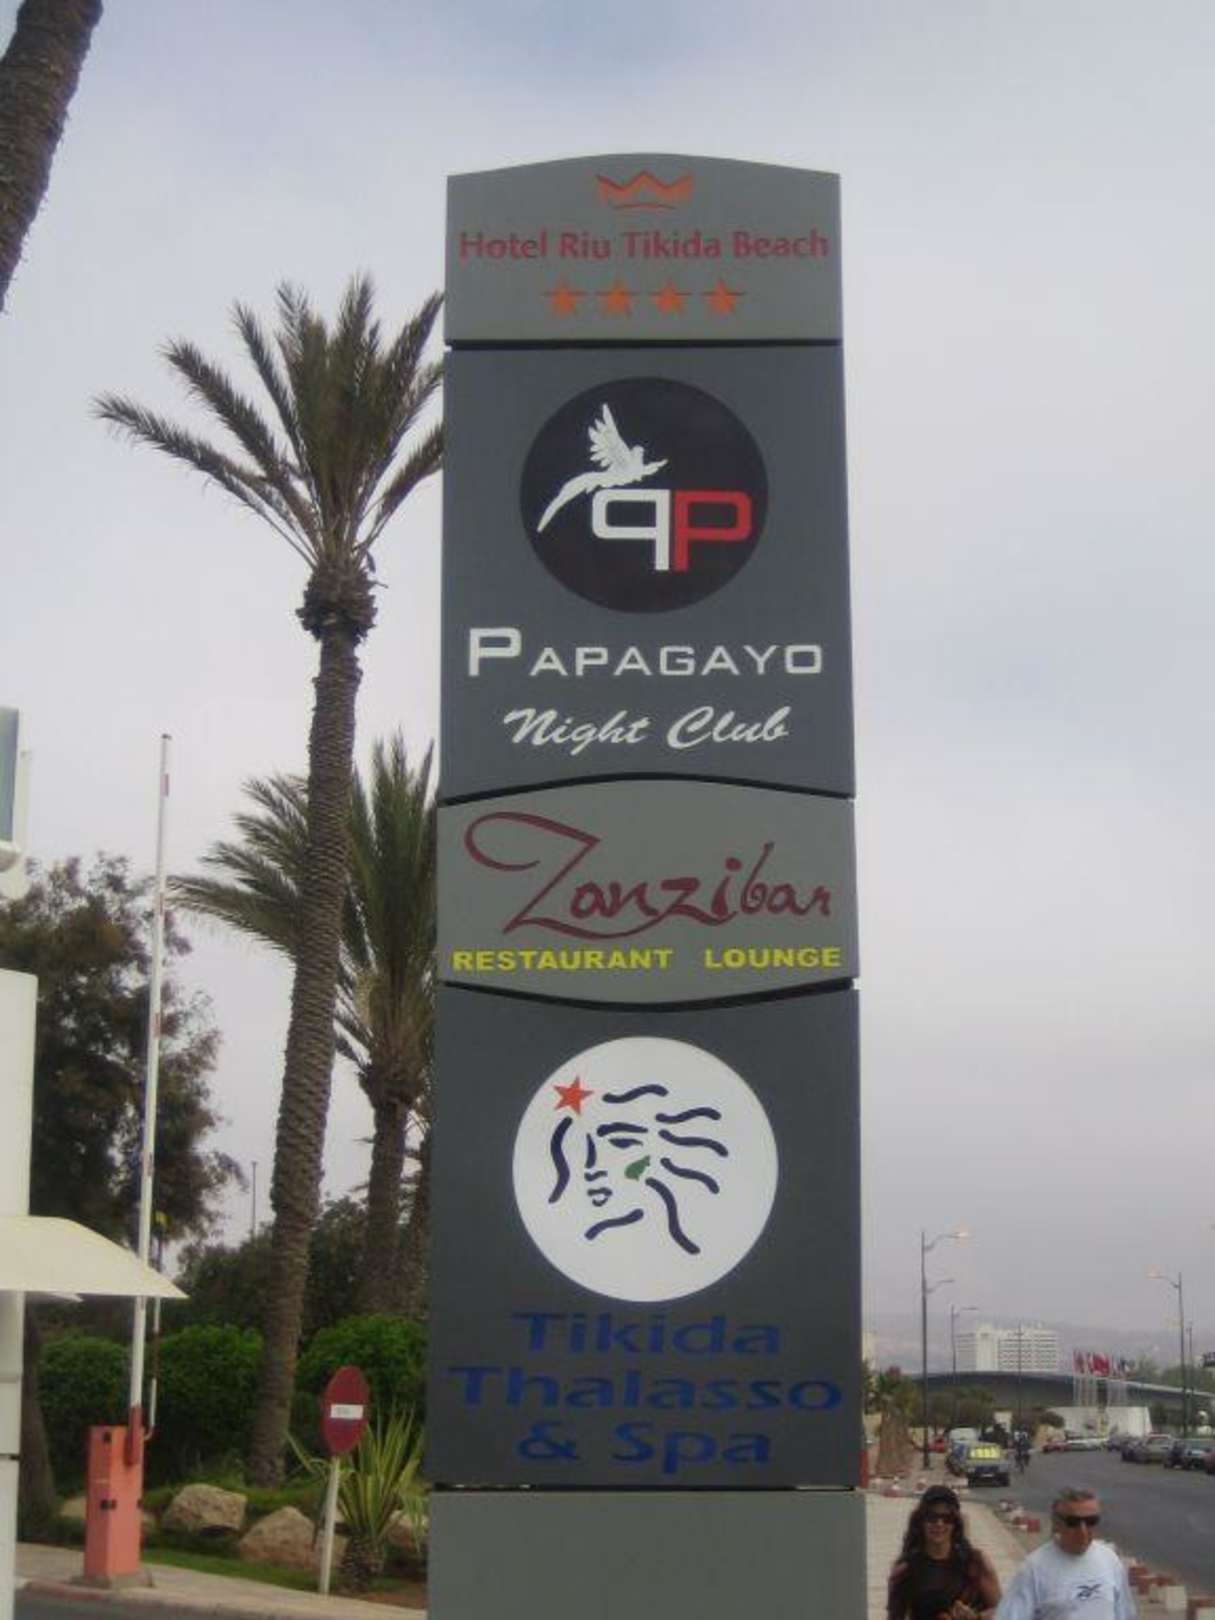 Hotel Riu Tikida Beach
PP
PAPAGAYO
Night Club
Zanzibar
RESTAURANT LOUNGE
Tikida
Thalasso
& Spa